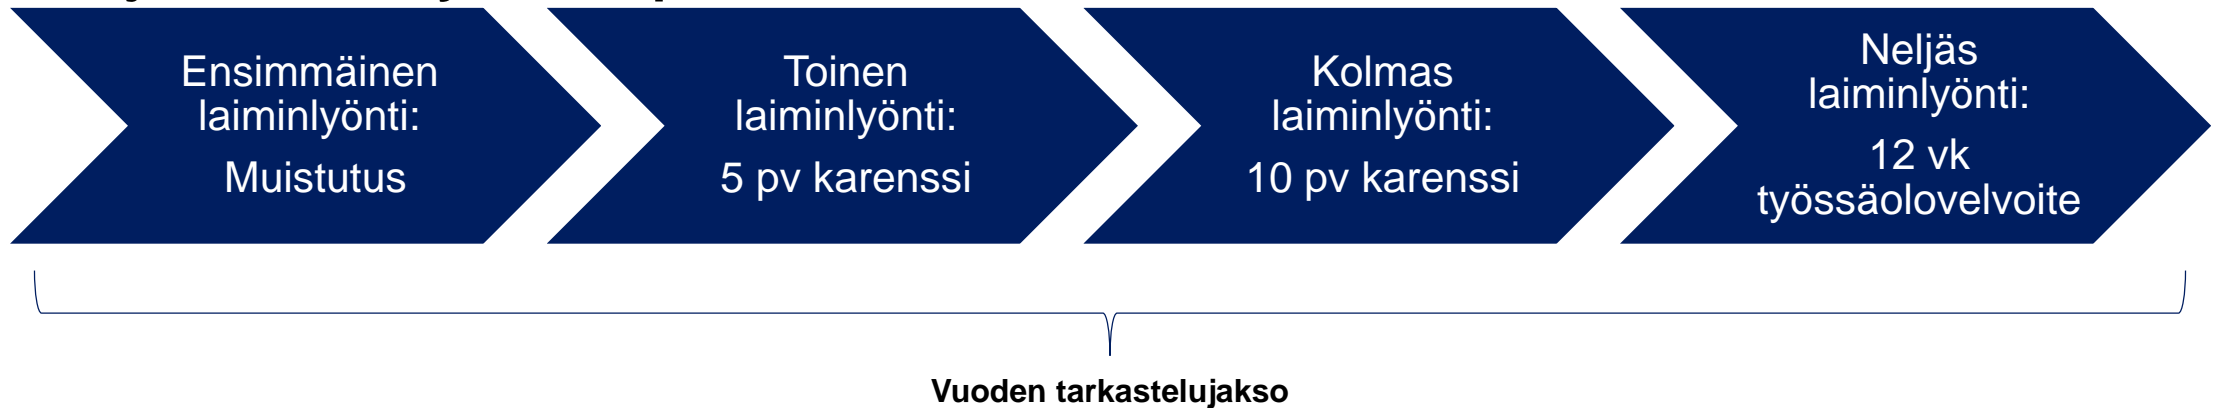 Ensimmäinen
laiminlyönti:
Muistutus
Toinen
laiminlyönti:
5 pv karenssi
Kolmas
laiminlyönti:
10 pv karenssi
Neljäs
laiminlyönti:
12 vk
työssäolovelvoite
Vuoden tarkastelujakso